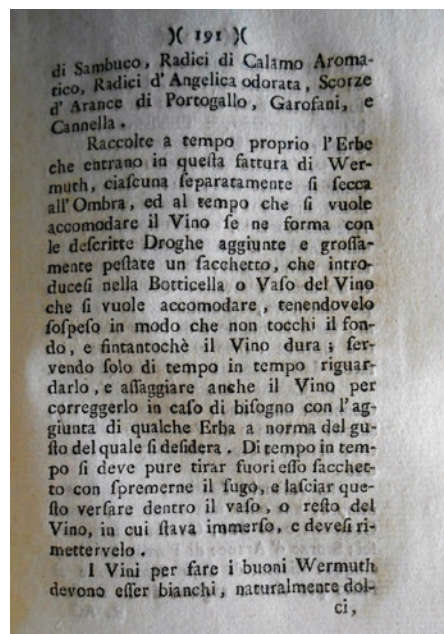 )( 191 )(
di Sambuco, Radici di Calamo Aroma-
tico, Radici d'Angelica odorata, Scorze
d'Arance di Portogallo, Garofani, e
Cannella.
Raccolte a tempo proprio l'Erbe
che entrano in queſta fattura di Wer-
muth, ciaſcuna ſeparatamente ſi ſecca
all'Ombra, ed al tempo che ſi vuole
accomodare il Vino ſe ne forma con
le deſcritte Droghe aggiunte e groſſa-
mente peſtate un ſacchetto, che intro-
duceſi nella Botticella o Vaſo del Vino
che ſi vuole accomodare, tenendovelo
ſoſpeſo in modo che non tocchi il fon-
do, e fintantochè il Vino dura; ſer-
vendo ſolo di tempo in tempo riguar-
darlo, e aſſaggiare anche il Vino per
correggerlo in caſo di biſogno con l'ag-
giunta di qualche Erba a norma del gu-
ſto del quale ſi deſidera. Di tempo in tem-
po ſi deve pure tirar fuori eſſo ſacchet-
to con ſpremerne il ſugo, e laſciar que-
ſto verſare dentro il vaſo, o reſto del
Vino, in cui ſtava immerſo, e deveſi ri-
mettervelo.
I Vini per fare i buoni Wermuth
devono eſſer bianchi, naturalmente dol-
ci,